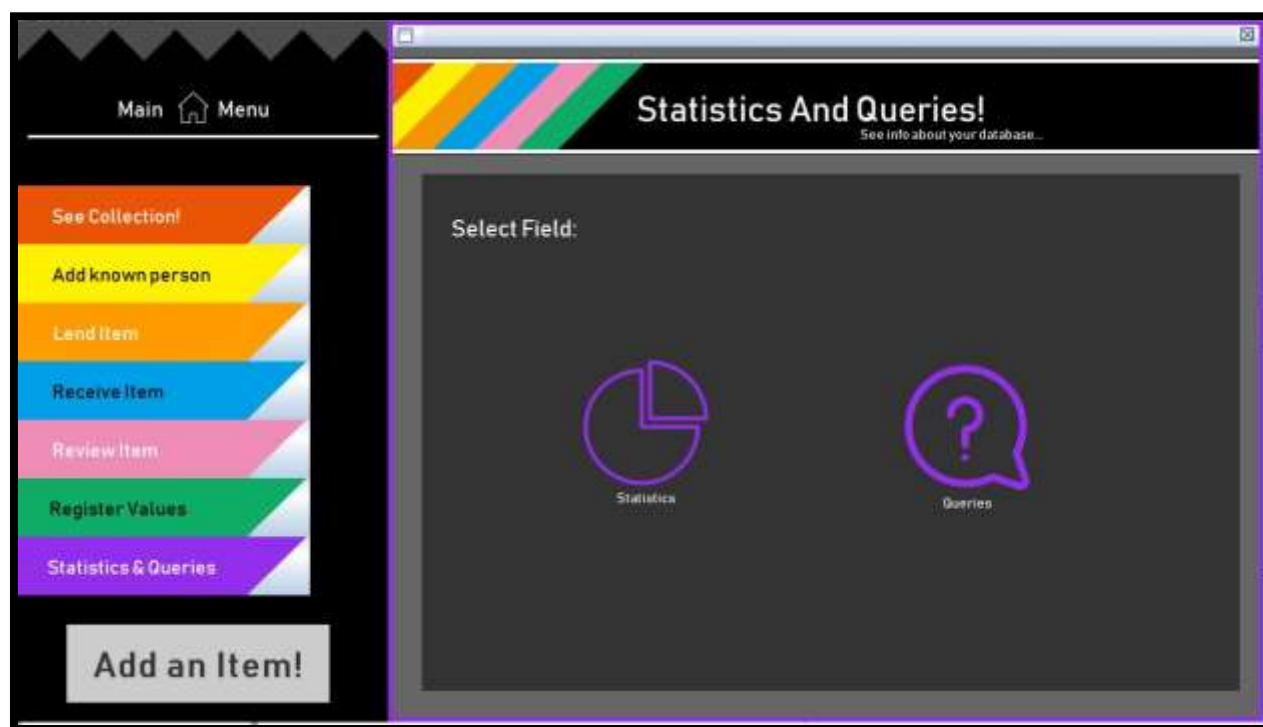 Main Menu
See Collection!
Add known person
Lend Item
Receive Item
Review Item
Register Values
Statistics & Queries
Add an Item!
Statistics And Queries!
See info about your database...
Select Field:
Statistics
Queries